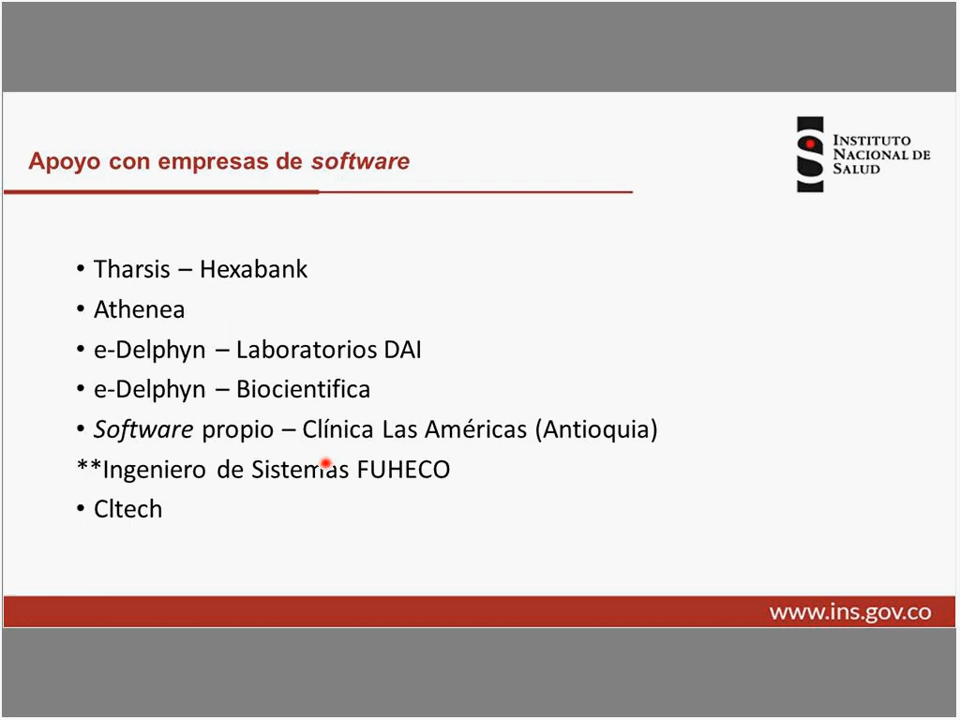 Apoyo con empresas de software
INSTITUTO
NACIONAL DE
SALUD
• Tharsis – Hexabank
• Athenea
• e-Delphyn – Laboratorios DAI
• e-Delphyn – Biocientifica
• Software propio – Clínica Las Américas (Antioquia)
**Ingeniero de Sistemas FUHECO
• Cltech
www.ins.gov.co